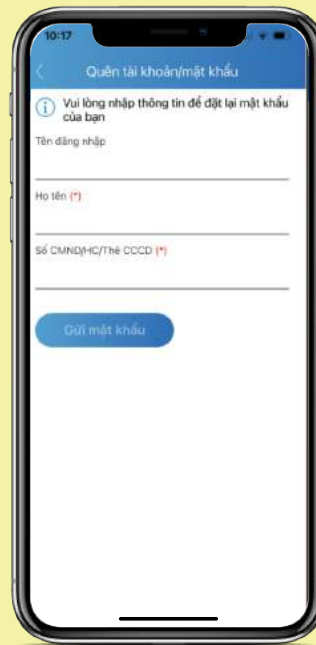 10:17
Quên tài khoản/mật khẩu
Vui lòng nhập thông tin để đặt lại mật khẩu
của bạn
Tên đăng nhập
Họ tên (*)
Số CMND/HC/Thẻ CCCD (*)
Gửi mật khẩu